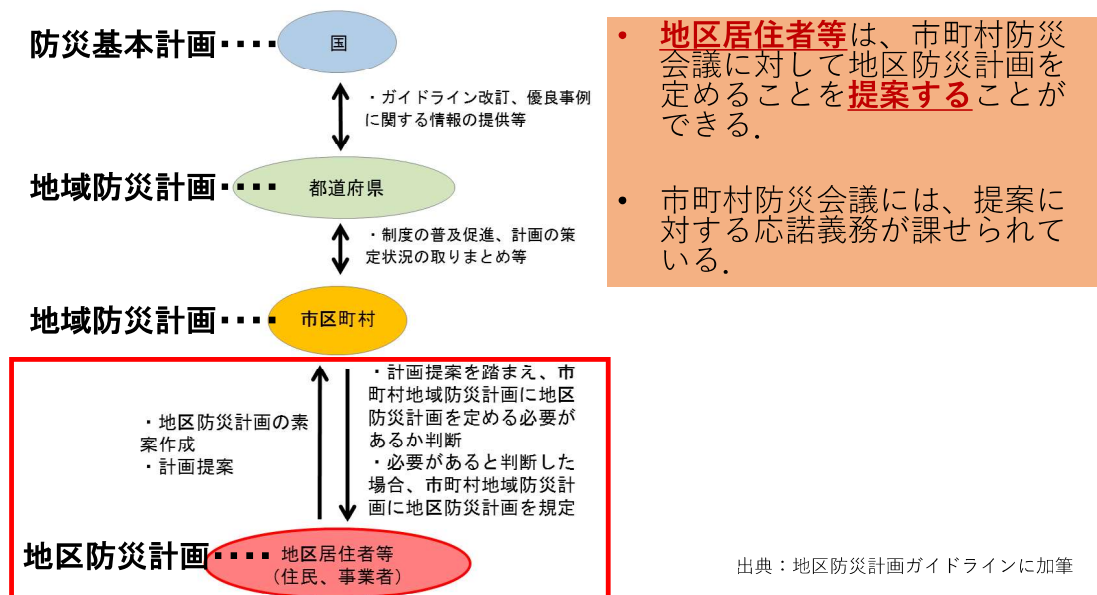 防災基本計画････
国
・ガイドライン改訂、優良事例
に関する情報の提供等
地域防災計画････
都道府県
・制度の普及促進、計画の策
定状況の取りまとめ等
地域防災計画････
市区町村
・地区防災計画の素
案作成
・計画提案
・計画提案を踏まえ、市
町村地域防災計画に地区
防災計画を定める必要が
あるか判断
・必要があると判断した
場合、市町村地域防災計
画に地区防災計画を規定
地区防災計画････
地区居住者等
（住民、事業者）
• 地区居住者等は、市町村防災
会議に対して地区防災計画を
定めることを提案することが
できる．
• 市町村防災会議には、提案に
対する応諾義務が課せられて
いる．
出典：地区防災計画ガイドラインに加筆